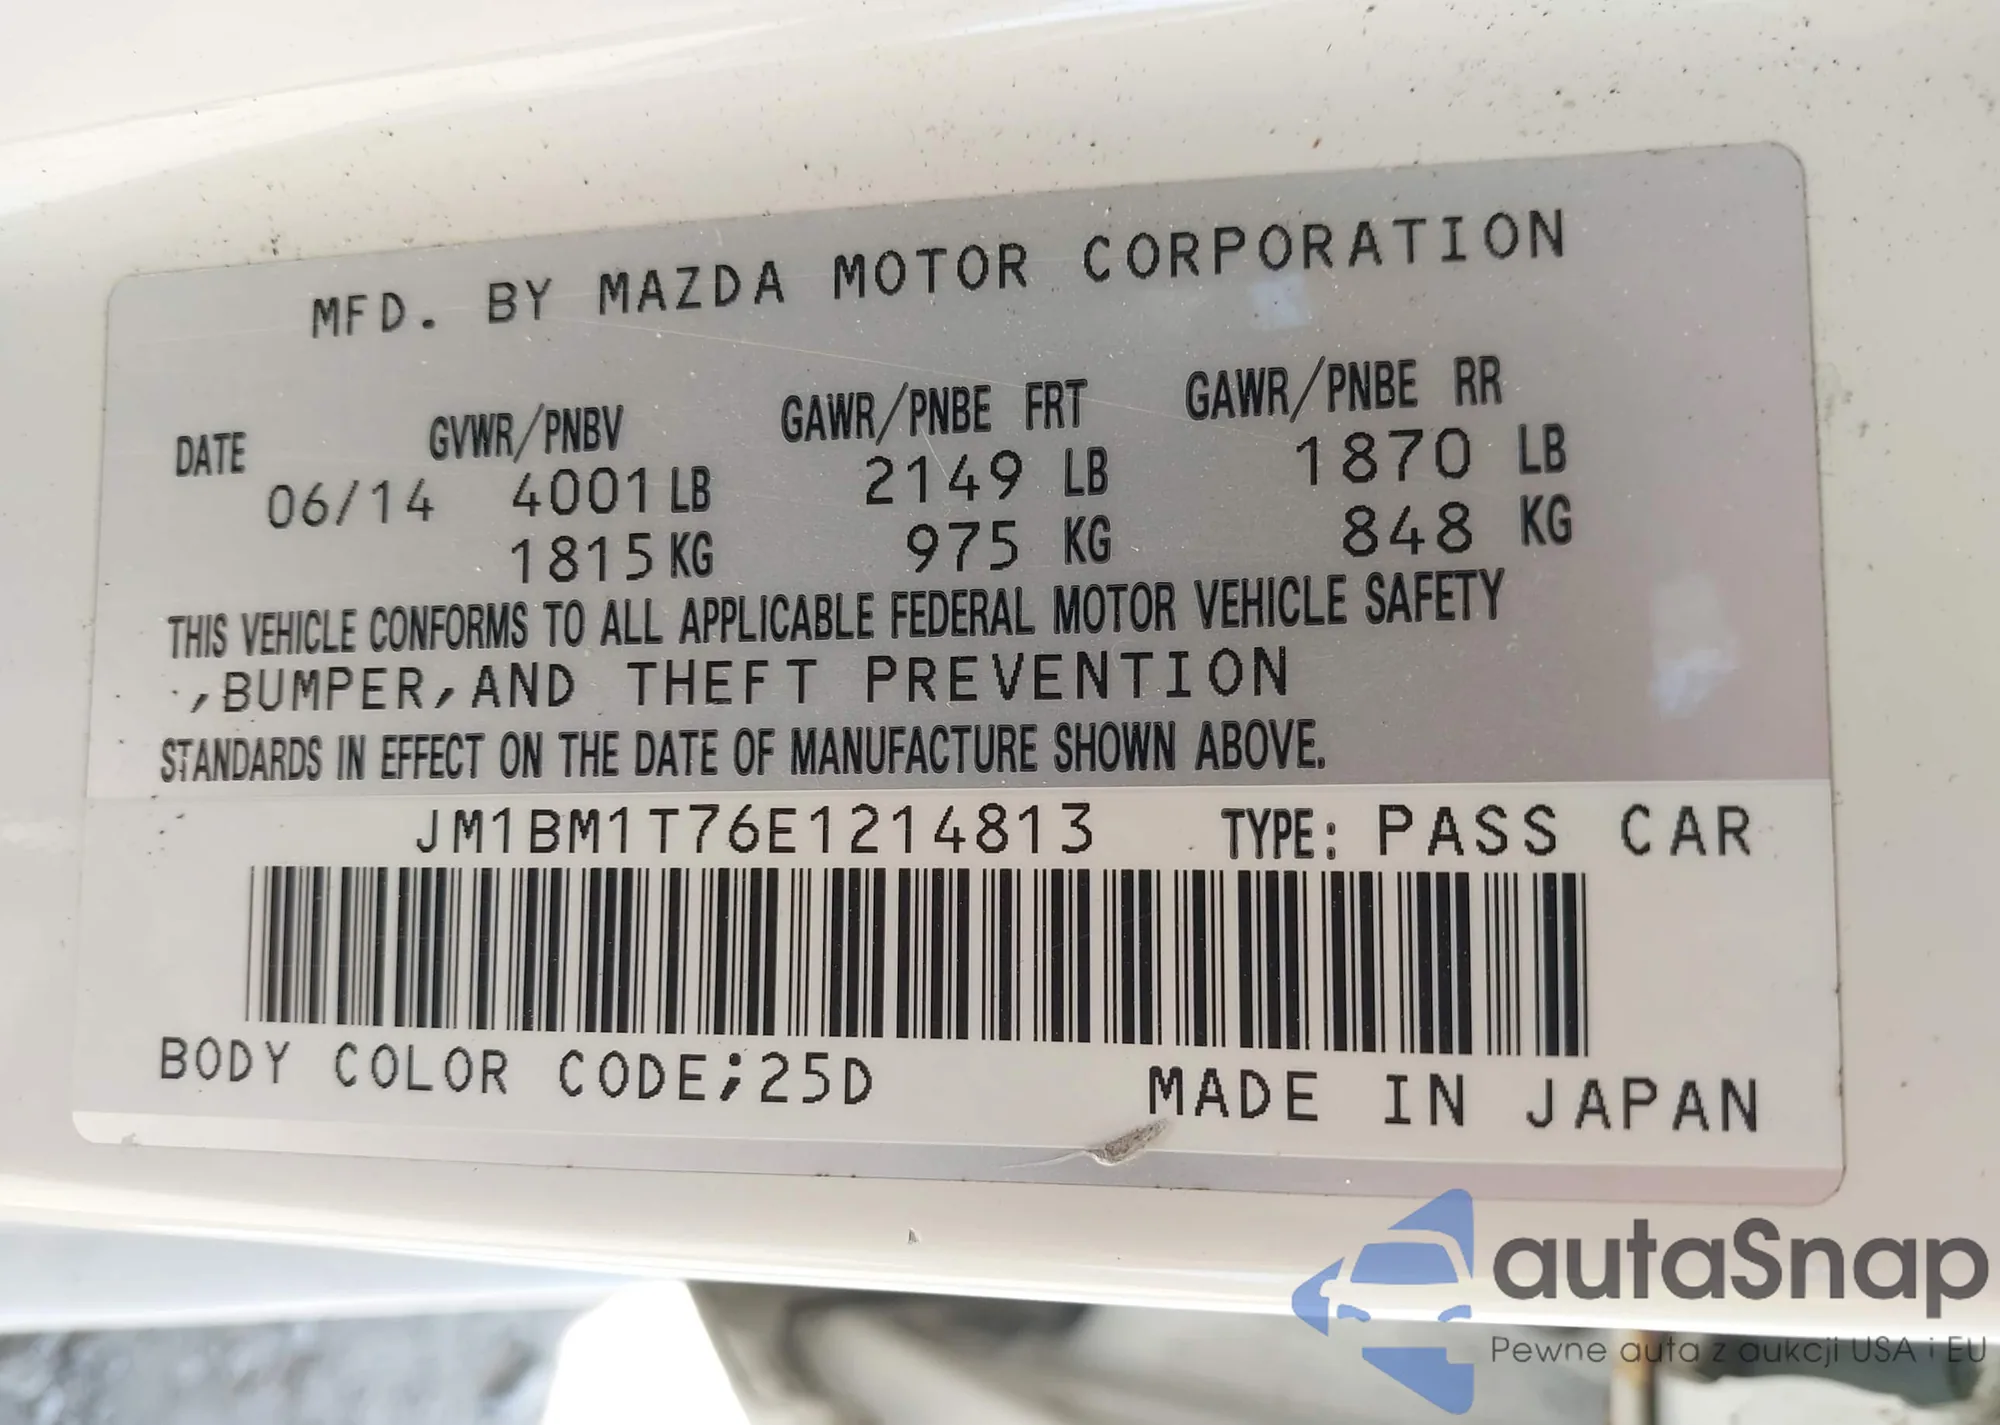 MFD. BY MAZDA MOTOR CORPORATION
DATE GVWR/PNBV GAWR/PNBE FRT GAWR/PNBE RR
06/14 4001 LB 2149 LB 1870 LB
1815 KG 975 KG 848 KG
THIS VEHICLE CONFORMS TO ALL APPLICABLE FEDERAL MOTOR VEHICLE SAFETY
,BUMPER,AND THEFT PREVENTION
STANDARDS IN EFFECT ON THE DATE OF MANUFACTURE SHOWN ABOVE.
JM1BM1T76E1214813 TYPE: PASS CAR
BODY COLOR CODE;25D MADE IN JAPAN
autaSnap
Pewne auta z aukcji USA i EU